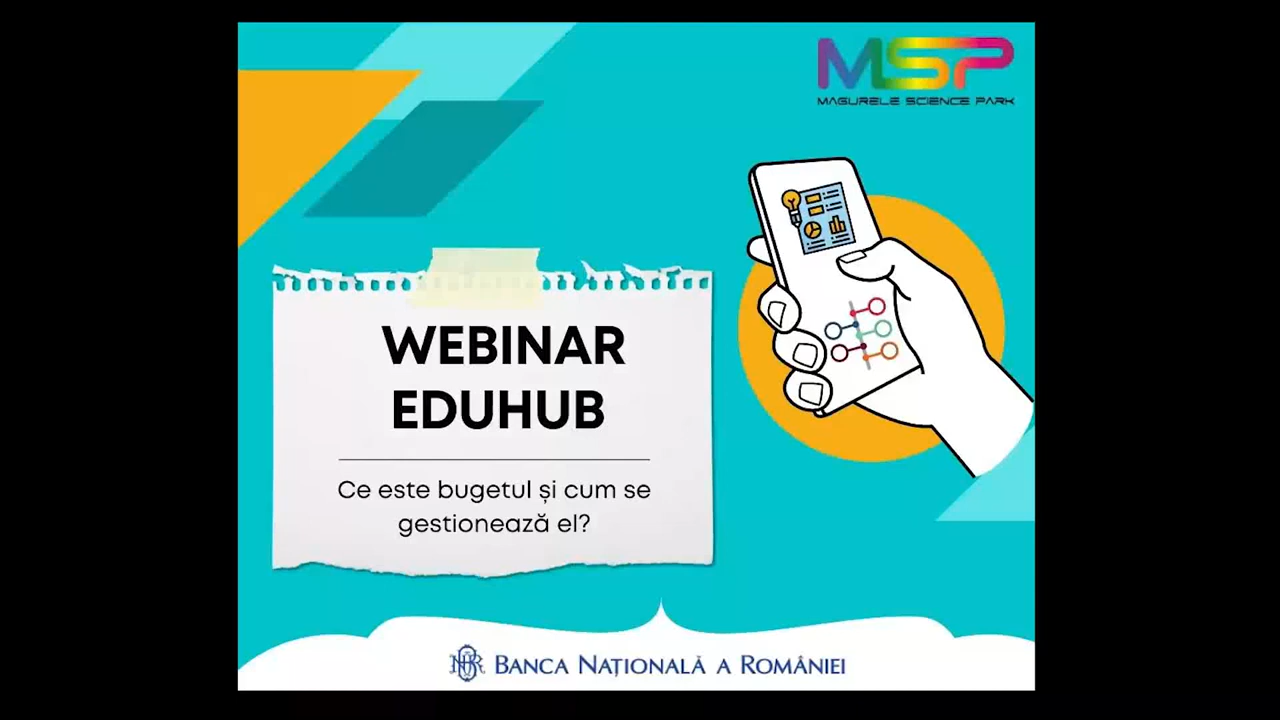 MSP
MAGURELE SCIENCE PARK
WEBINAR
EDUHUB
Ce este bugetul și cum se
gestionează el?
BANCA NAȚIONALĂ A ROMÂNIEI